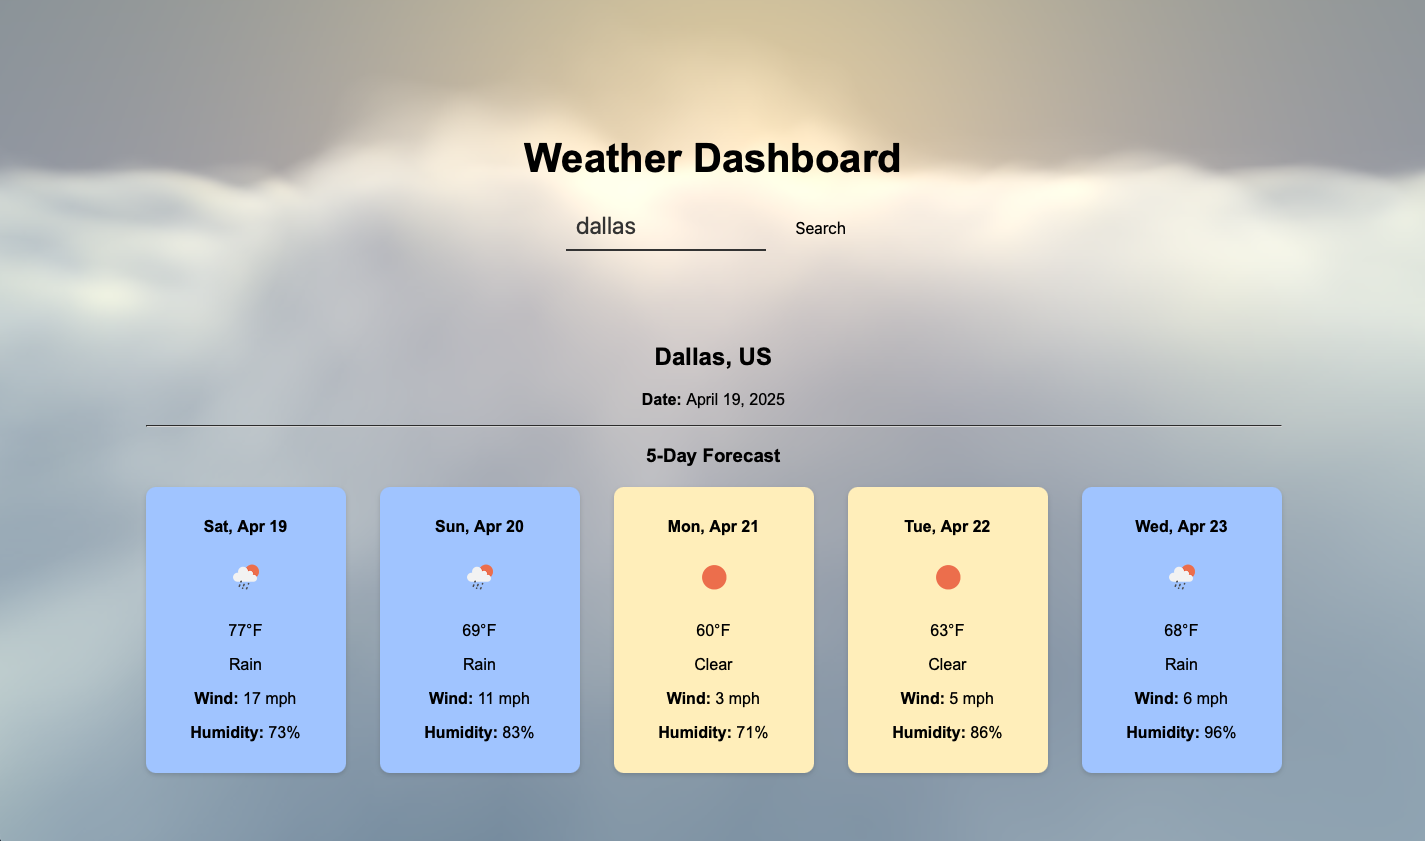 Weather Dashboard
dallas
Search
Dallas, US
Date: April 19, 2025
5-Day Forecast
Sat, Apr 19
77°F
Rain
Wind: 17 mph
Humidity: 73%
Sun, Apr 20
69°F
Rain
Wind: 11 mph
Humidity: 83%
Mon, Apr 21
60°F
Clear
Wind: 3 mph
Humidity: 71%
Tue, Apr 22
63°F
Clear
Wind: 5 mph
Humidity: 86%
Wed, Apr 23
68°F
Rain
Wind: 6 mph
Humidity: 96%